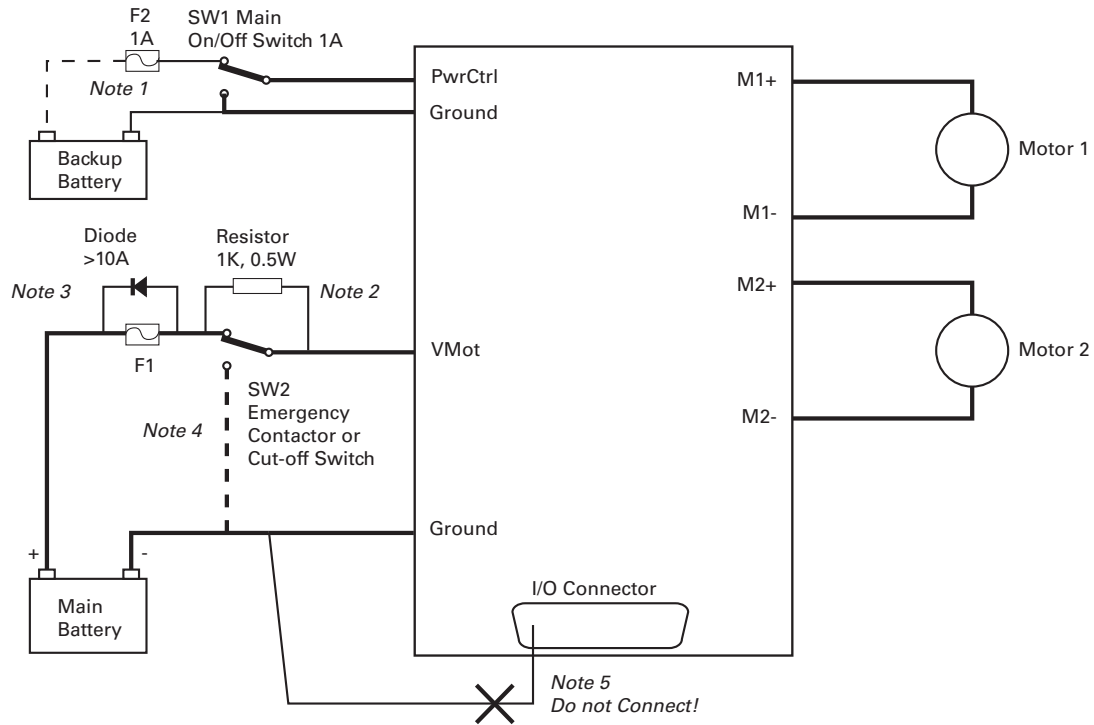 F2
1A
SW1 Main
On/Off Switch 1A
Note 1
PwrCtrl
Ground
Backup
Battery
M1+
Motor 1
M1-
Diode
>10A
Resistor
1K, 0.5W
Note 3
Note 2
F1
VMot
SW2
Emergency
Contactor or
Cut-off Switch
Note 4
M2+
Motor 2
M2-
Ground
+
-
Main
Battery
I/O Connector
Note 5
Do not Connect!